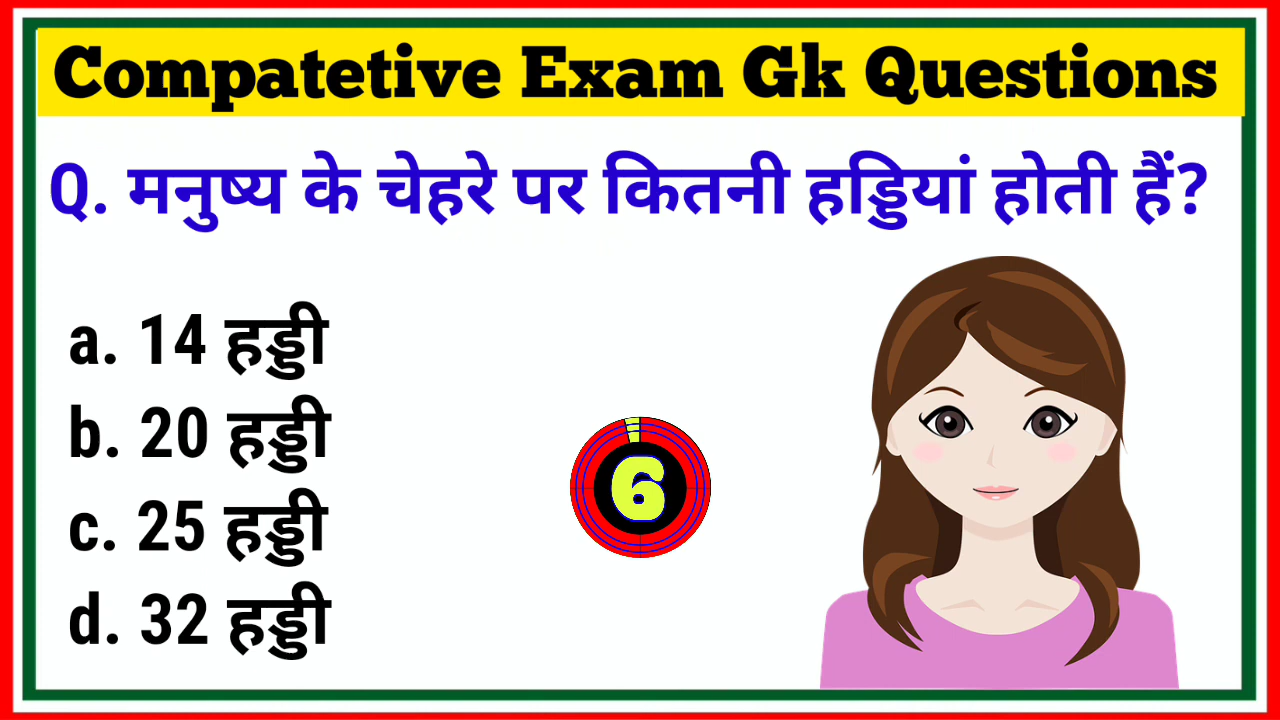 Compatetive Exam Gk Questions
Q. मनुष्य के चेहरे पर कितनी हड्डियां होती हैं?
a. 14 हड्डी
b. 20 हड्डी
c. 25 हड्डी
d. 32 हड्डी
6